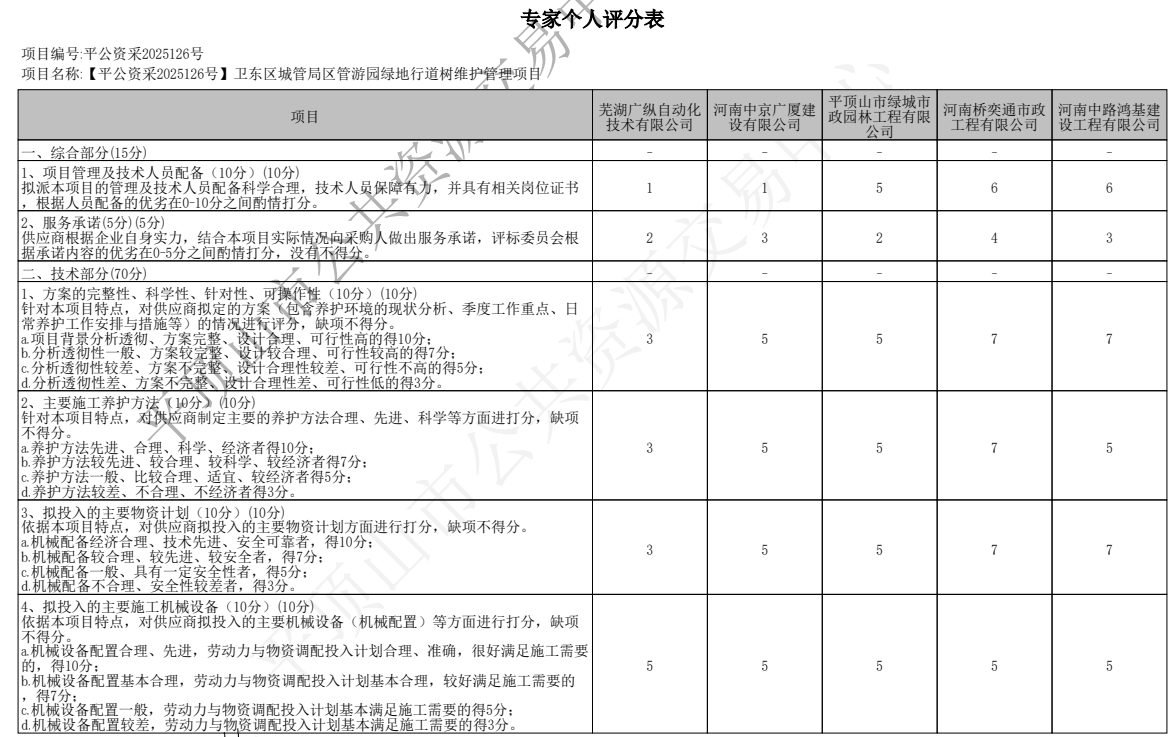 专家个人评分表
项目编号:平公资采2025126号
项目名称:【平公资采2025126号】卫东区城管局区管游园绿地行道树维护管理项目
项目 芜湖广纵自动化技术有限公司 河南中京广厦建设有限公司 平顶山市绿城市政园林工程有限公司 河南桥奕通市政工程有限公司 河南中路鸿基建设工程有限公司
一、综合部分(15分) - - - - -
1、项目管理及技术人员配备（10分）(10分)
拟派本项目的管理及技术人员配备科学合理，技术人员保障有力，并具有相关岗位证书
，根据人员配备的优劣在0-10分之间酌情打分。
1 1 5 6 6
2、服务承诺(5分)(5分)
供应商根据企业自身实力，结合本项目实际情况向采购人做出服务承诺，评标委员会根
据承诺内容的优劣在0-5分之间酌情打分，没有不得分。
2 3 2 4 3
二、技术部分(70分) - - - - -
1、方案的完整性、科学性、针对性、可操作性（10分）(10分)
针对本项目特点，对供应商拟定的方案（包含养护环境的现状分析、季度工作重点、日
常养护工作安排与措施等）的情况进行评分，缺项不得分。
a.项目背景分析透彻、方案完整、设计合理、可行性高的得10分；
b.分析透彻性一般、方案较完整、设计较合理、可行性较高的得7分；
c.分析透彻性较差、方案不完整、设计合理性较差、可行性不高的得5分；
d.分析透彻性差、方案不完整、设计合理性差、可行性低的得3分。
3 5 5 7 7
2、主要施工养护方法（10分）(10分)
针对本项目特点，对供应商制定主要的养护方法合理、先进、科学等方面进行打分，缺项
不得分。
a.养护方法先进、合理、科学、经济者得10分；
b.养护方法较先进、较合理、较科学、较经济者得7分；
c.养护方法一般、比较合理、适宜、较经济者得5分；
d.养护方法较差、不合理、不经济者得3分。
3 5 5 7 5
3、拟投入的主要物资计划（10分）(10分)
依据本项目特点，对供应商拟投入的主要物资计划方面进行打分，缺项不得分。
a.机械配备经济合理、技术先进、安全可靠者，得10分；
b.机械配备较合理、较先进、较安全者，得7分；
c.机械配备一般、具有一定安全性者，得5分；
d.机械配备不合理、安全性较差者，得3分。
3 5 5 7 7
4、拟投入的主要施工机械设备（10分）(10分)
依据本项目特点，对供应商拟投入的主要机械设备（机械配置）等方面进行打分，缺项
不得分。
a.机械设备配置合理、先进，劳动力与物资调配投入计划合理、准确，很好满足施工需要
的，得10分；
b.机械设备配置基本合理，劳动力与物资调配投入计划基本合理，较好满足施工需要的
，得7分；
c.机械设备配置一般，劳动力与物资调配投入计划基本满足施工需要的得5分；
d.机械设备配置较差，劳动力与物资调配投入计划基本满足施工需要的得3分。
5 5 5 5 5
平顶山市公共资源交易中心
平顶山市公共资源交易中心